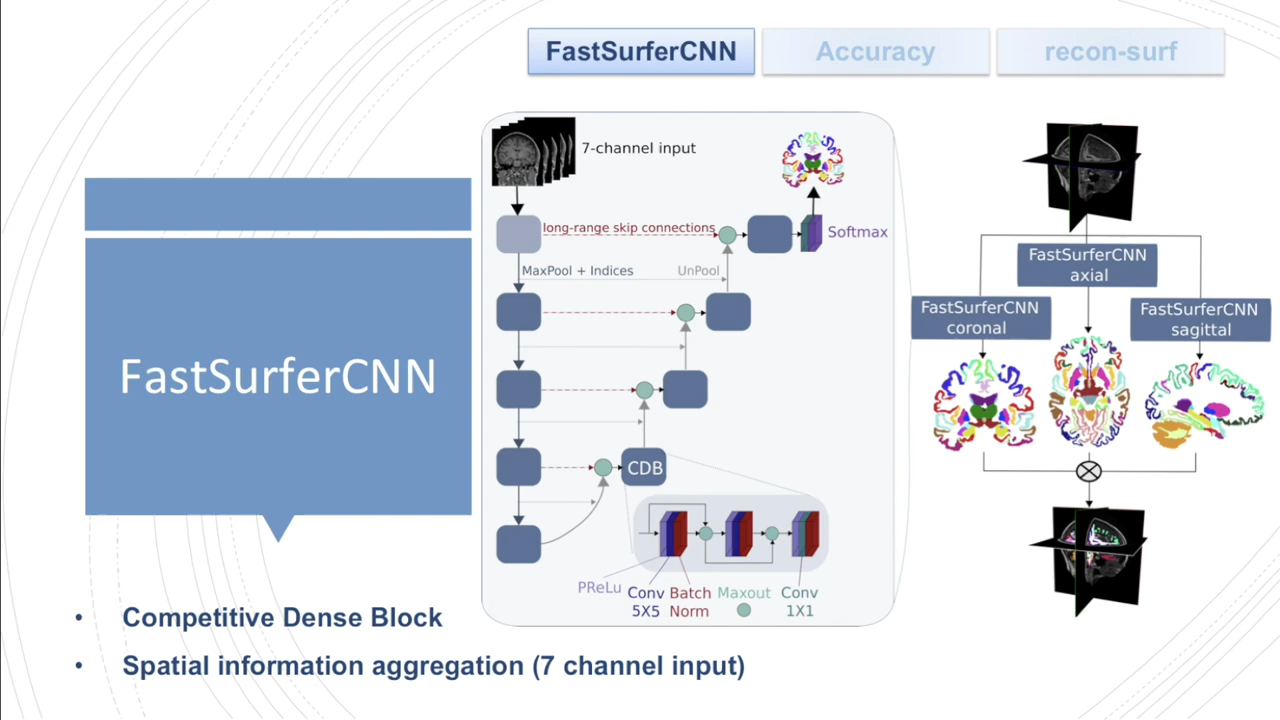 FastSurferCNN
Accuracy
recon-surf
FastSurferCNN
7-channel input
long-range skip connections
Softmax
MaxPool + Indices
UnPool
CDB
PReLu
Conv
5X5
Batch
Norm
Maxout
Conv
1X1
FastSurferCNN
axial
FastSurferCNN
coronal
FastSurferCNN
sagittal
• Competitive Dense Block
• Spatial information aggregation (7 channel input)